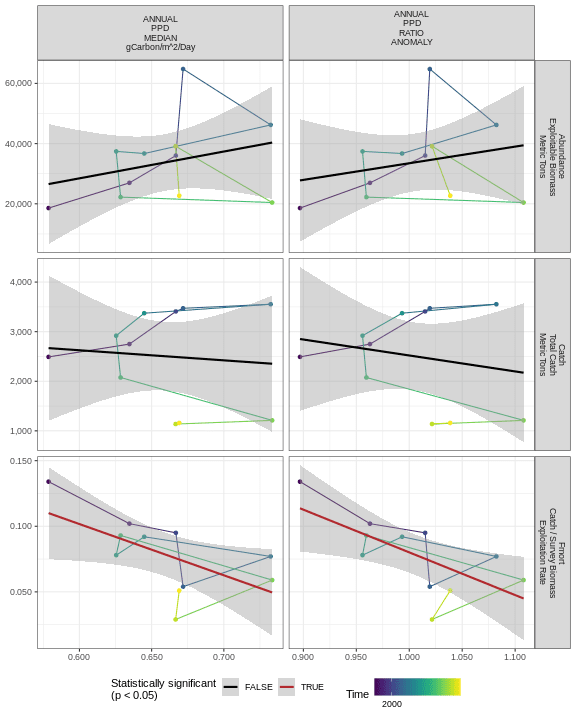 ANNUAL
PPD
MEDIAN
gCarbon/m^2/Day
ANNUAL
PPD
RATIO
ANOMALY
60,000
40,000
20,000
Abundance
Exploitable Biomass
Metric Tons
4,000
3,000
2,000
1,000
Catch
Total Catch
Metric Tons
0.150
0.100
0.050
Fmort
Catch / Survey Biomass
Exploitation Rate
0.600
0.650
0.700
0.900
0.950
1.000
1.050
1.100
Statistically significant
(p < 0.05)
FALSE
TRUE
Time
2000